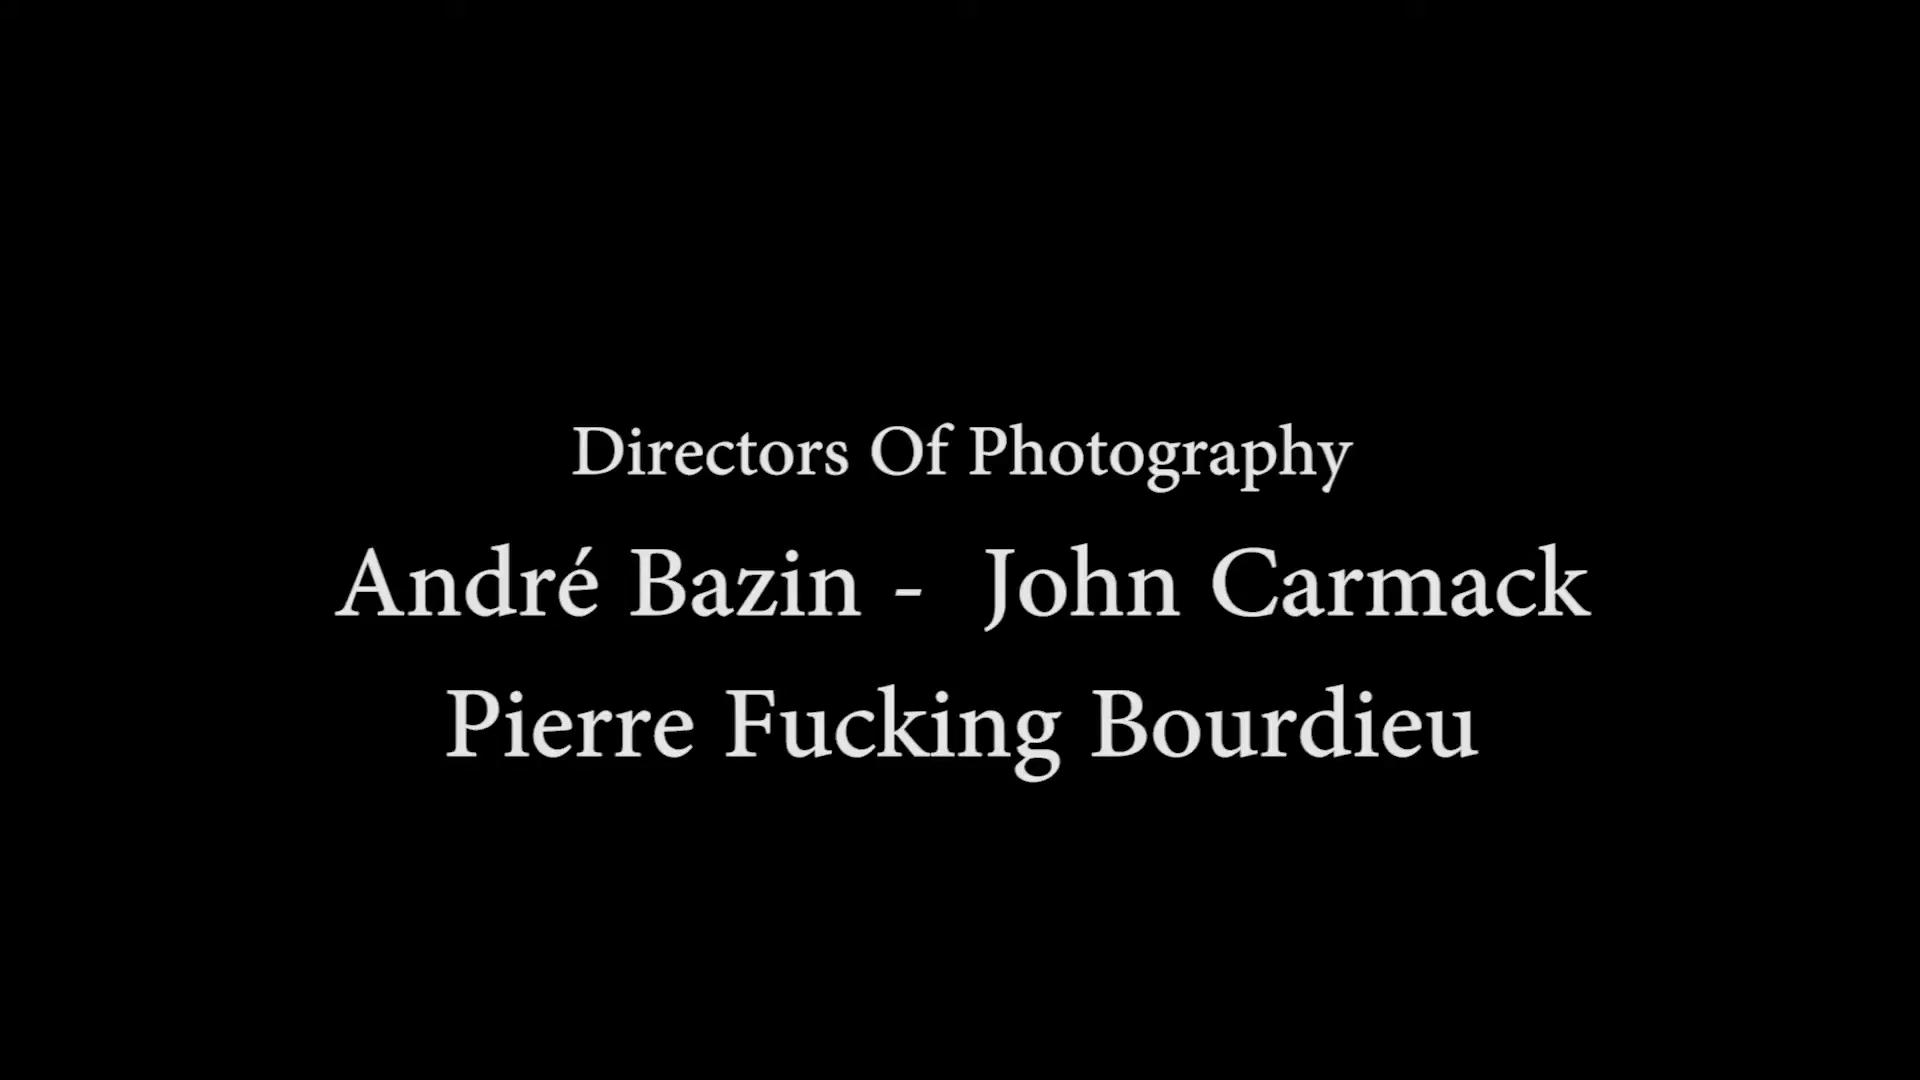 Directors Of Photography
André Bazin - John Carmack
Pierre Fucking Bourdieu